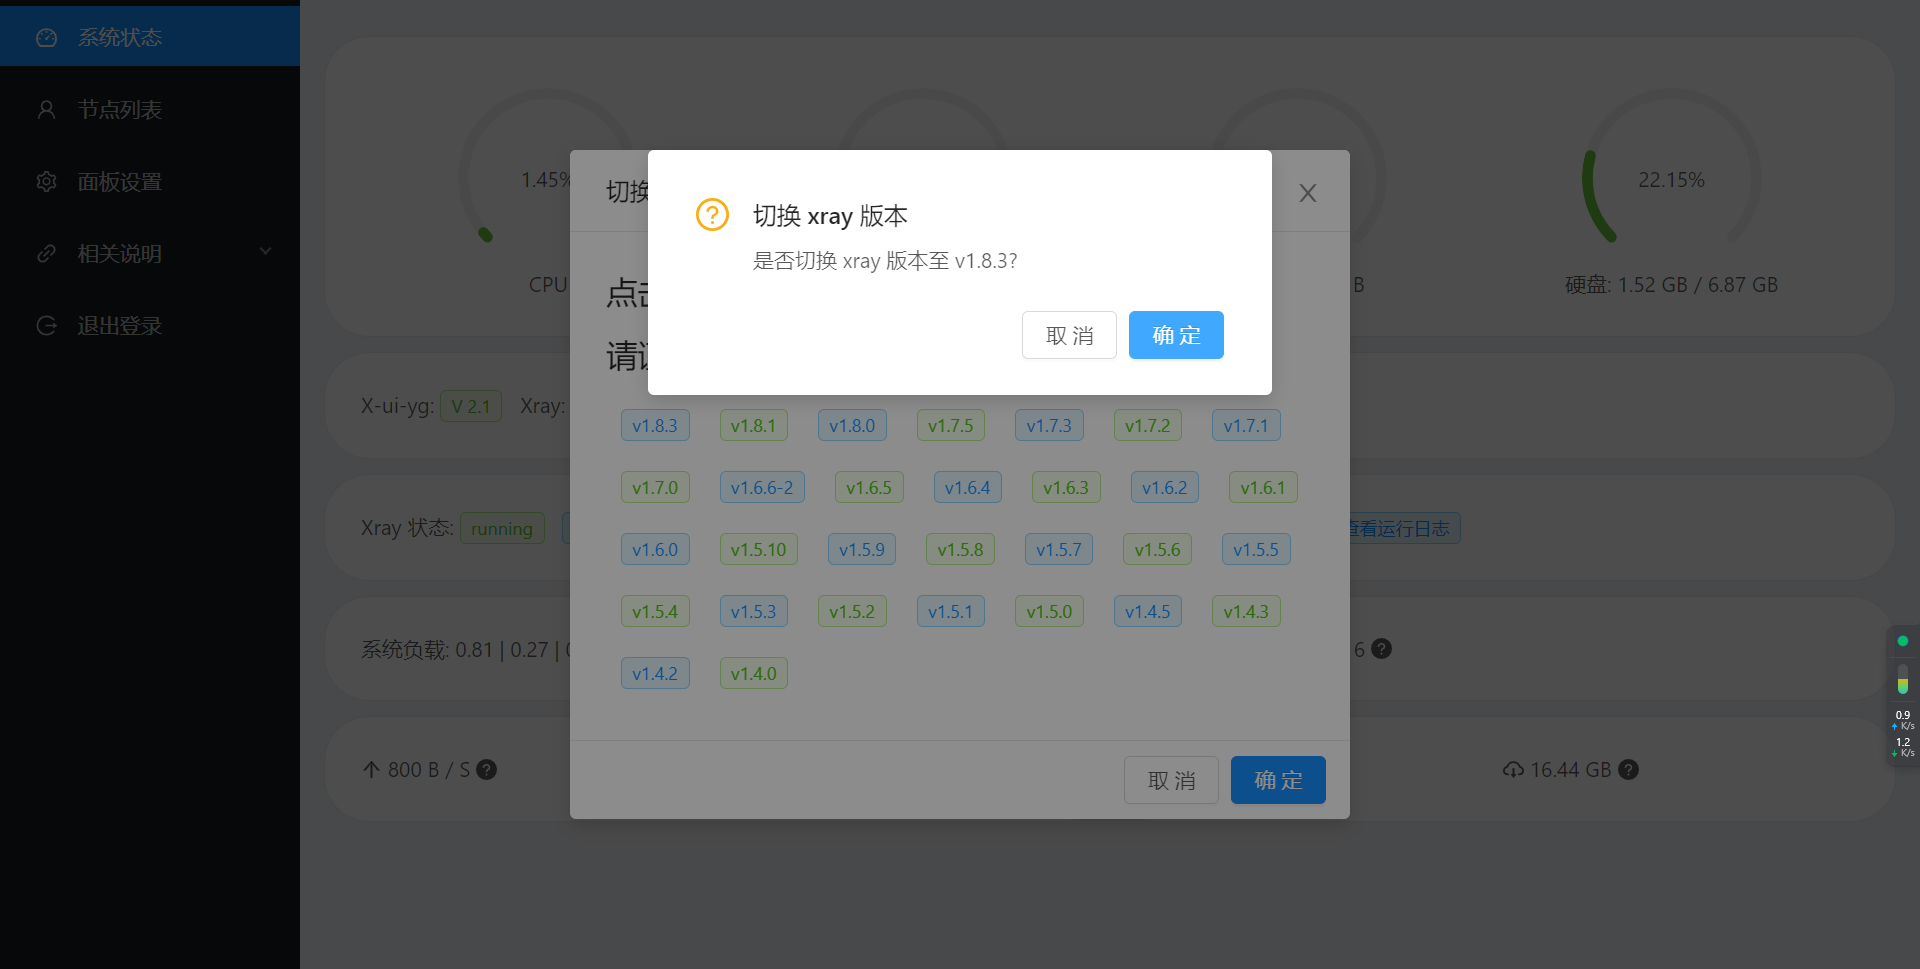 系统状态
节点列表
面板设置
相关说明
退出登录
1.45%
22.15%
CPU
B
硬盘: 1.52 GB / 6.87 GB
切换
切换 xray 版本
是否切换 xray 版本至 v1.8.3?
取 消
确 定
点击
请
X-ui-yg: V 2.1 Xray:
v1.8.3 v1.8.1 v1.8.0 v1.7.5 v1.7.3 v1.7.2 v1.7.1
v1.7.0 v1.6.6-2 v1.6.5 v1.6.4 v1.6.3 v1.6.2 v1.6.1
Xray 状态: running
查看运行日志
v1.6.0 v1.5.10 v1.5.9 v1.5.8 v1.5.7 v1.5.6 v1.5.5
v1.5.4 v1.5.3 v1.5.2 v1.5.1 v1.5.0 v1.4.5 v1.4.3
系统负载: 0.81 | 0.27 |
6
v1.4.2 v1.4.0
800 B / S
取 消
确 定
16.44 GB
0.9
K/s
1.2
K/s